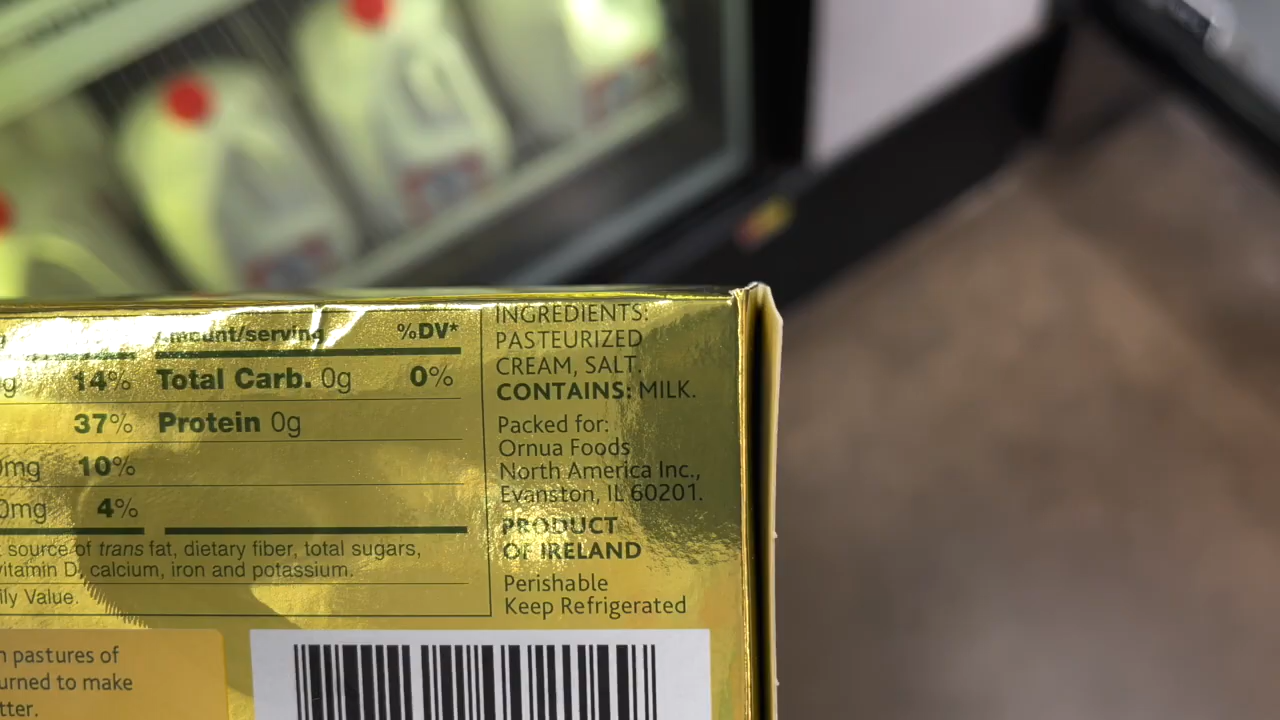 g Amount/serving %DV*
g 14% Total Carb. 0g 0%
37% Protein 0g
0mg 10%
0mg 4%
source of trans fat, dietary fiber, total sugars,
vitamin D, calcium, iron and potassium.
ily Value.
INGREDIENTS:
PASTEURIZED
CREAM, SALT.
CONTAINS: MILK.
Packed for:
Ornua Foods
North America Inc.,
Evanston, IL 60201.
PRODUCT
OF IRELAND
Perishable
Keep Refrigerated
n pastures of
urned to make
tter.